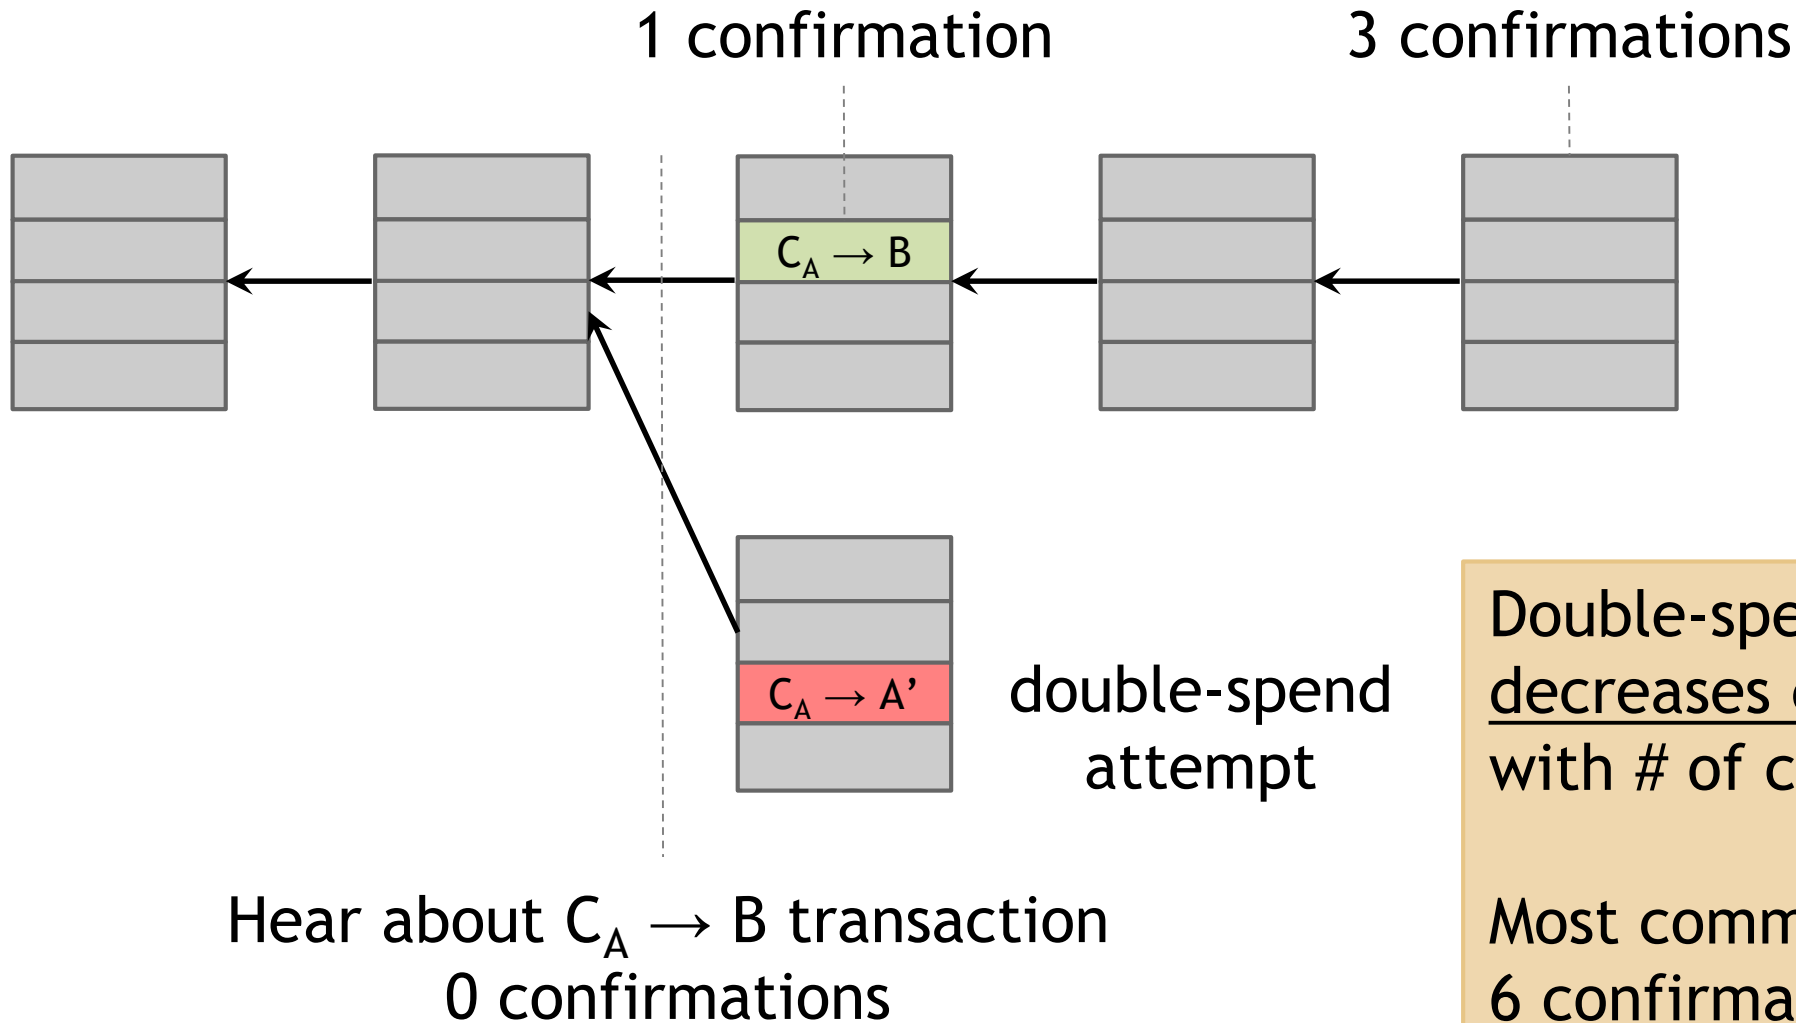 1 confirmation
3 confirmations
C_A → B
C_A → A’
double-spend
attempt
Hear about C_A → B transaction
0 confirmations
Double-spe
decreases
with # of c
Most comm
6 confirma